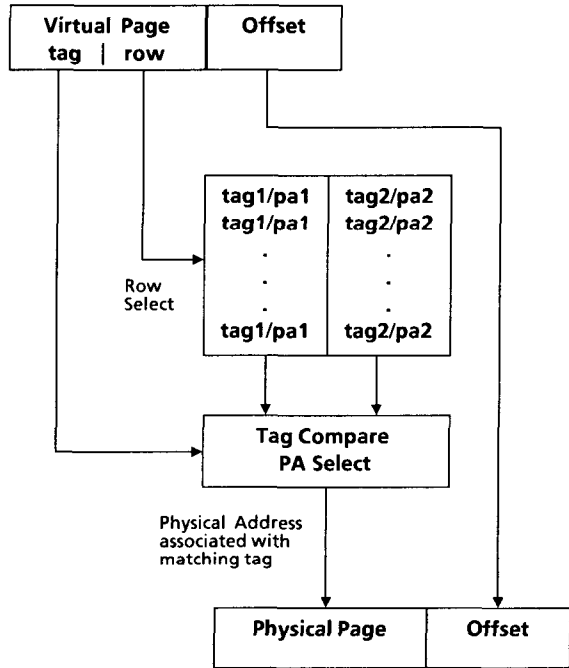 Virtual Page
tag | row
Offset
tag1/pa1
tag2/pa2
tag1/pa1
tag2/pa2
.
.
.
.
.
.
tag1/pa1
tag2/pa2
Row
Select
Tag Compare
PA Select
Physical Address
associated with
matching tag
Physical Page
Offset